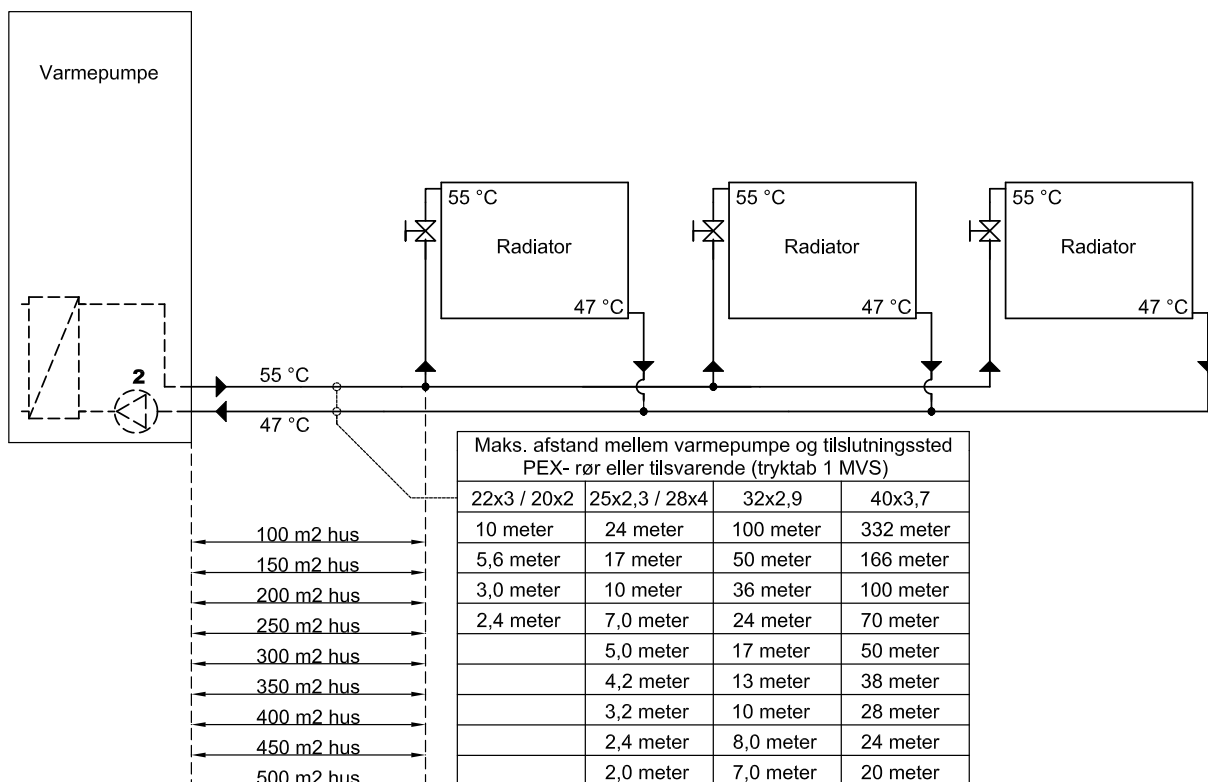 Varmepumpe
55 °C
Radiator
47 °C
55 °C
Radiator
47 °C
55 °C
Radiator
47 °C
2
55 °C
47 °C
Maks. afstand mellem varmepumpe og tilslutningssted
PEX- rør eller tilsvarende (tryktab 1 MVS)
22x3 / 20x2 25x2,3 / 28x4 32x2,9 40x3,7
100 m2 hus 10 meter 24 meter 100 meter 332 meter
150 m2 hus 5,6 meter 17 meter 50 meter 166 meter
200 m2 hus 3,0 meter 10 meter 36 meter 100 meter
250 m2 hus 2,4 meter 7,0 meter 24 meter 70 meter
300 m2 hus 5,0 meter 17 meter 50 meter
350 m2 hus 4,2 meter 13 meter 38 meter
400 m2 hus 3,2 meter 10 meter 28 meter
450 m2 hus 2,4 meter 8,0 meter 24 meter
500 m2 hus 2,0 meter 7,0 meter 20 meter